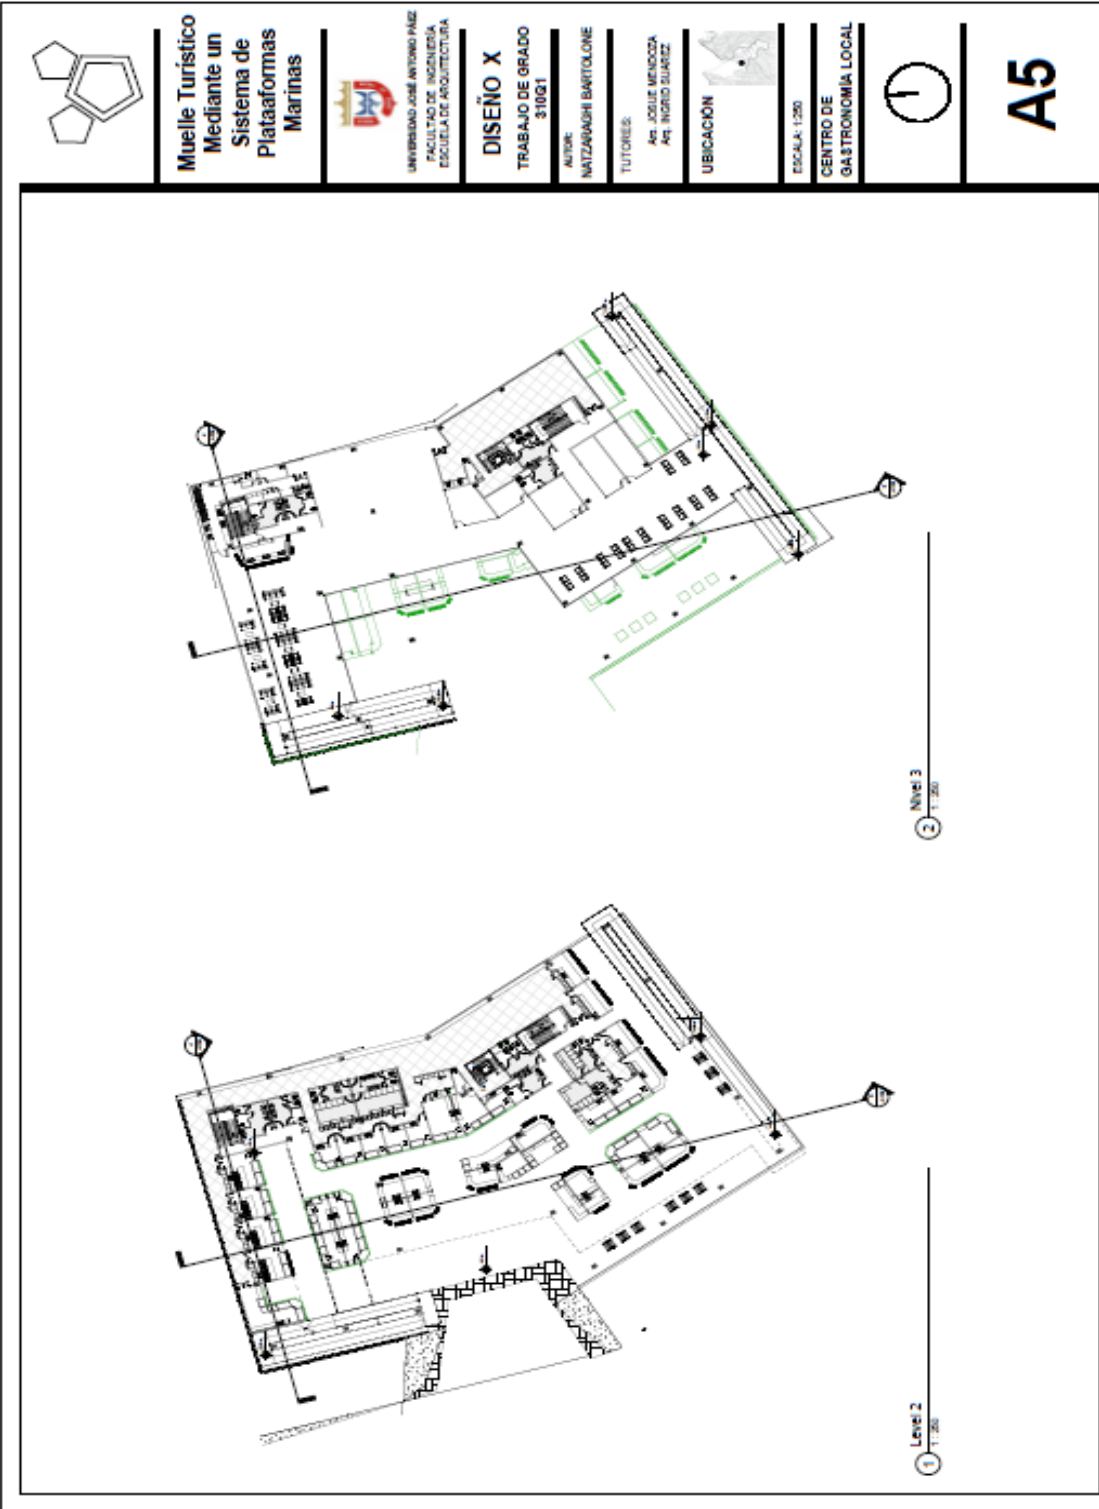 Muelle Turístico
Mediante un
Sistema de
Plataaformas
Marinas
UNIVERSIDAD JOSÉ ANTONIO PÁEZ
FACULTAD DE INGENIERÍA
ESCUELA DE ARQUITECTURA
DISEÑO X
TRABAJO DE GRADO
310Q1
AUTOR:
NATZARAGHI BARTOLONE
TUTORES:
Arq. JOSUE MENDOZA
Arq. INGRID SUAREZ
UBICACIÓN
ESCALA: 1:250
CENTRO DE
GASTRONOMÍA LOCAL
A5
1
Level 2
1 : 250
2
Nivel 3
1 : 250